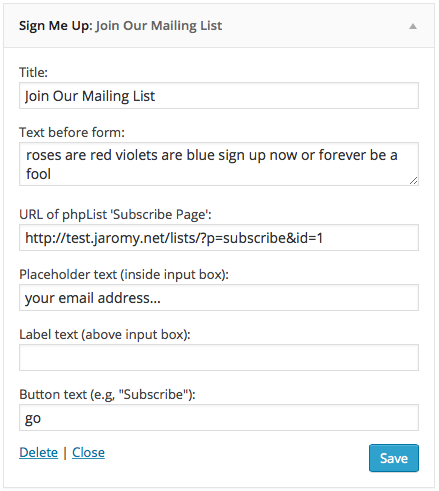 Sign Me Up: Join Our Mailing List
Title:
Join Our Mailing List
Text before form:
roses are red violets are blue sign up now or forever be a
fool
URL of phpList 'Subscribe Page':
http://test.jaromy.net/lists/?p=subscribe&id=1
Placeholder text (inside input box):
your email address...
Label text (above input box):
Button text (e.g, "Subscribe"):
go
Delete | Close
Save